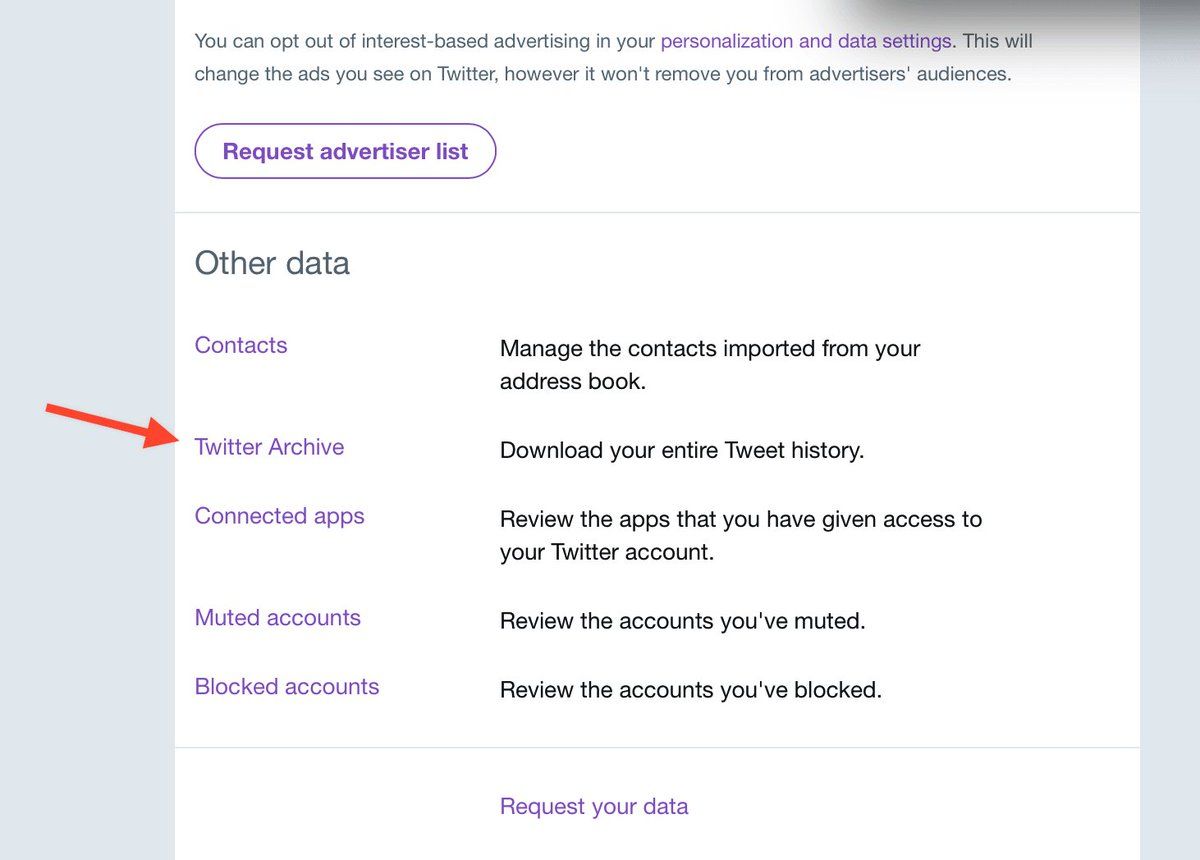 You can opt out of interest-based advertising in your personalization and data settings. This will
change the ads you see on Twitter, however it won't remove you from advertisers' audiences.
Request advertiser list
Other data
Contacts
Manage the contacts imported from your
address book.
Twitter Archive
Download your entire Tweet history.
Connected apps
Review the apps that you have given access to
your Twitter account.
Muted accounts
Review the accounts you've muted.
Blocked accounts
Review the accounts you've blocked.
Request your data